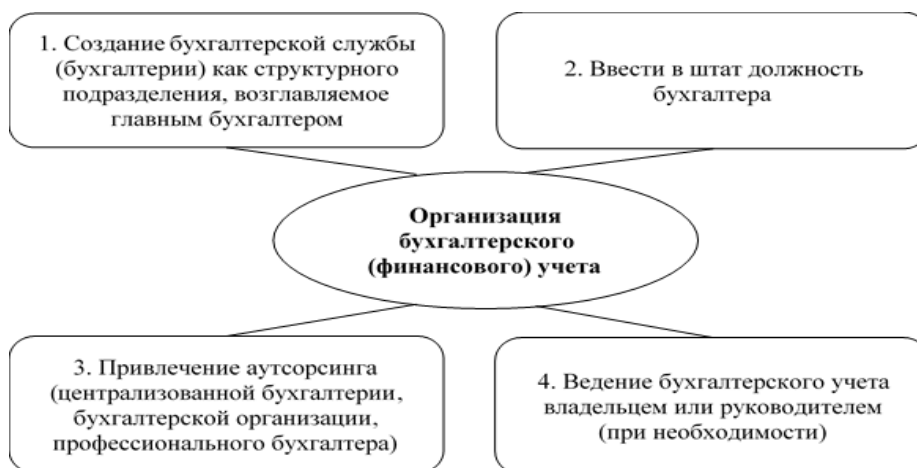 1. Создание бухгалтерской службы
(бухгалтерии) как структурного
подразделения, возглавляемое
главным бухгалтером
2. Ввести в штат должность
бухгалтера
Организация
бухгалтерского
(финансового) учета
3. Привлечение аутсорсинга
(централизованной бухгалтерии,
бухгалтерской организации,
профессионального бухгалтера)
4. Ведение бухгалтерского учета
владельцем или руководителем
(при необходимости)